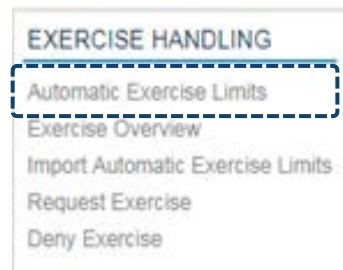 EXERCISE HANDLING
Automatic Exercise Limits
Exercise Overview
Import Automatic Exercise Limits
Request Exercise
Deny Exercise